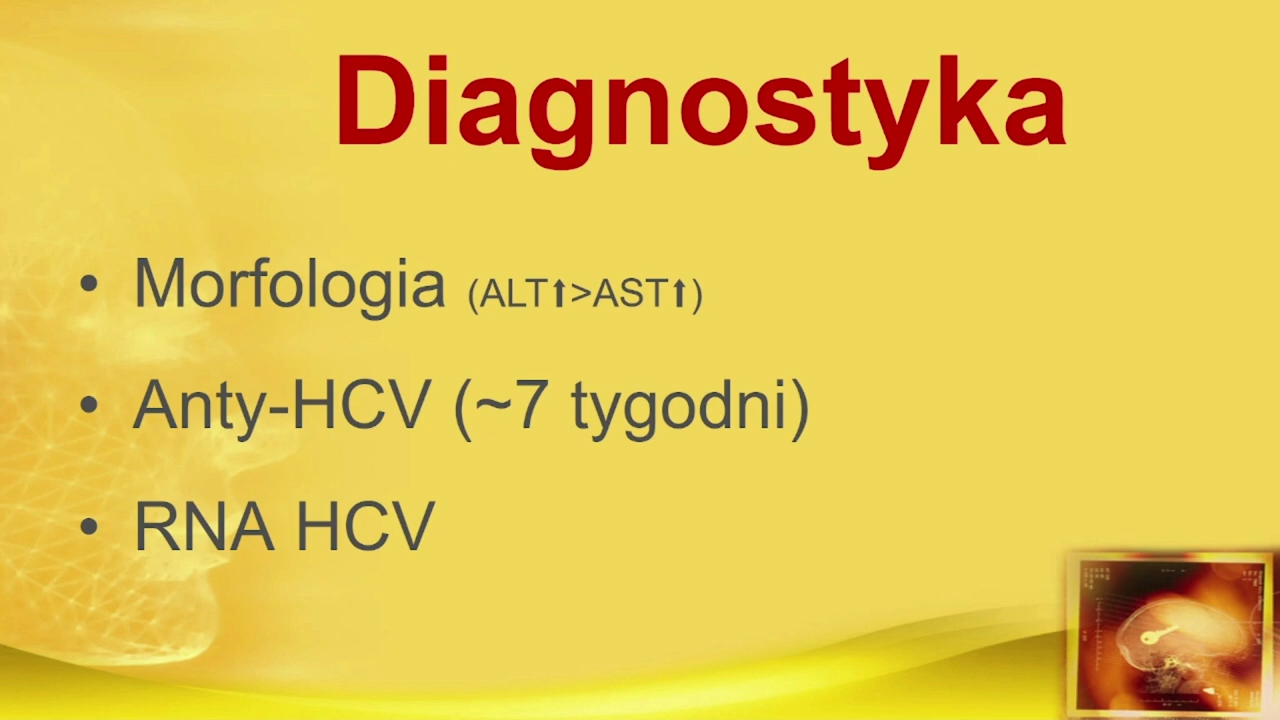 Diagnostyka
• Morfologia (ALT⬆>AST⬆)
• Anty-HCV (~7 tygodni)
• RNA HCV